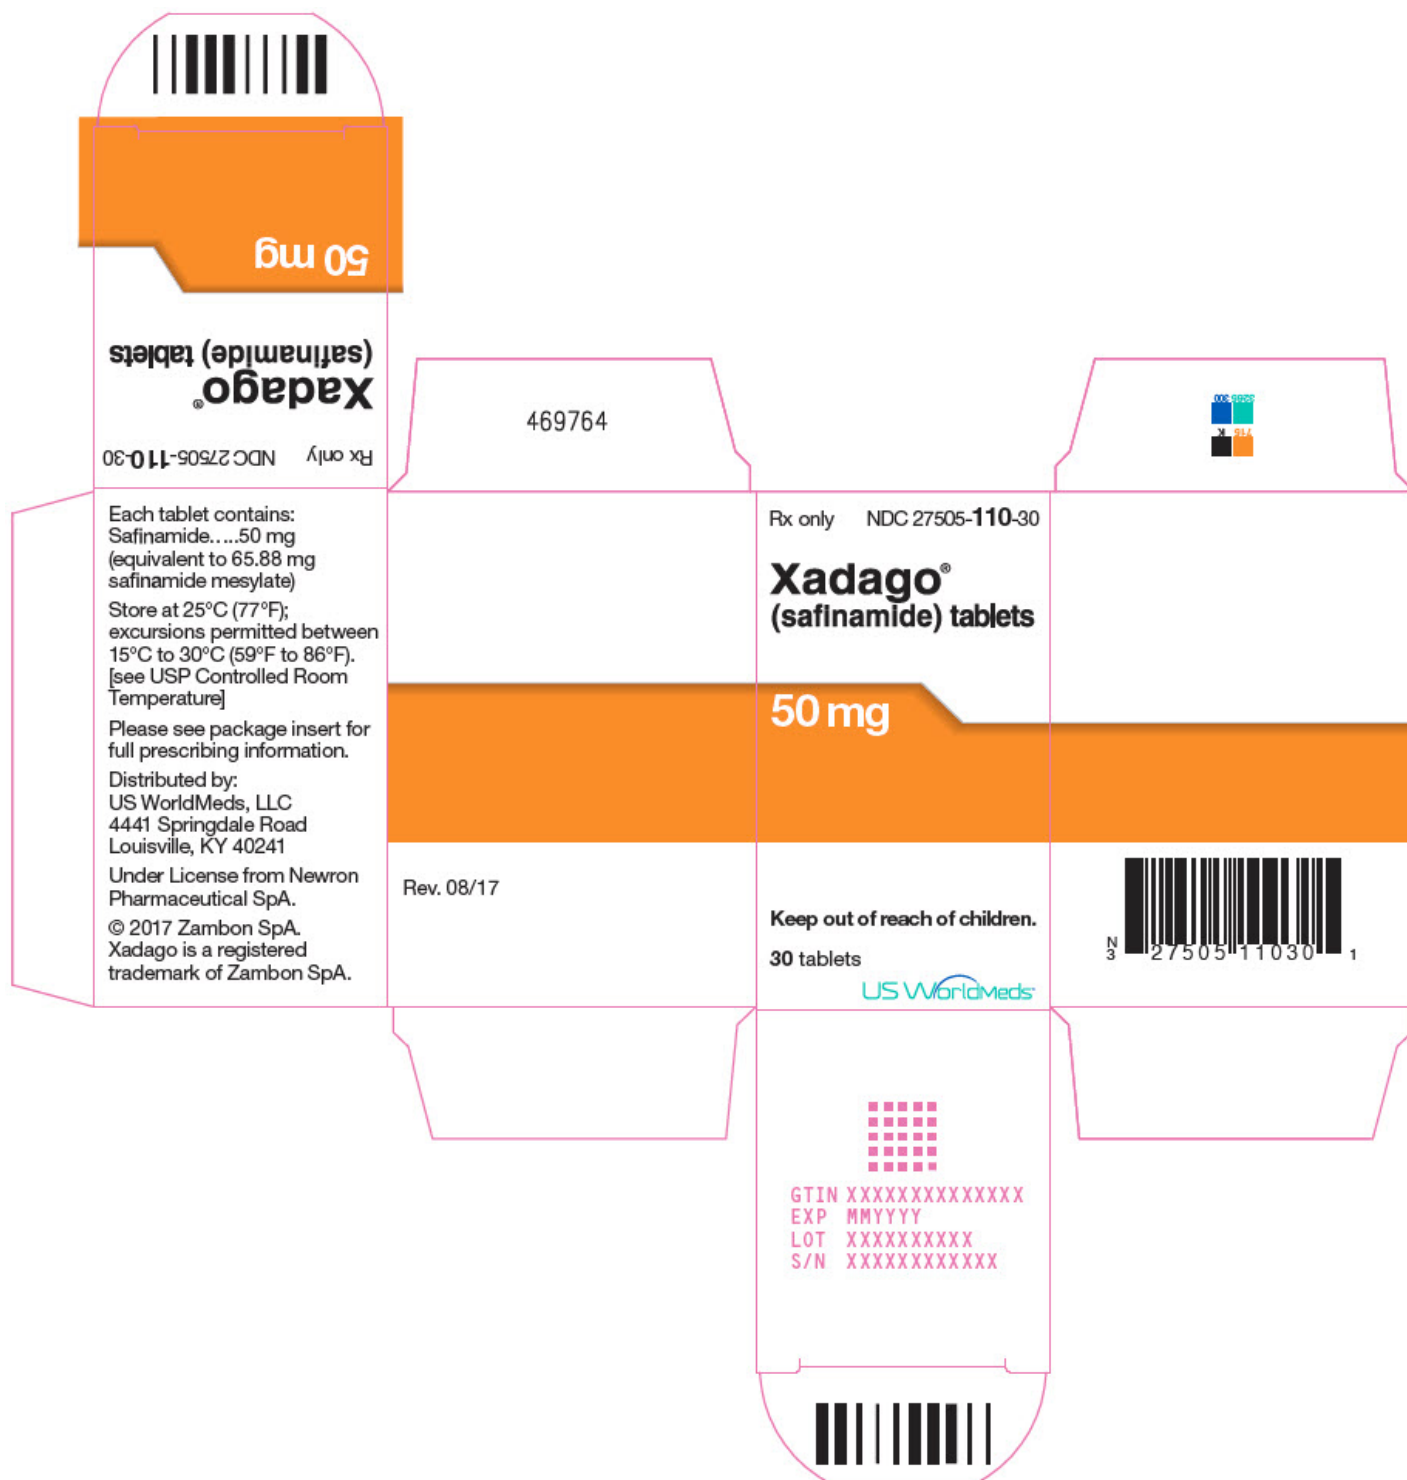 50 mg
Xadago®
(safinamide) tablets
Rx only NDC 27505-110-30
469764
300 3285
K 715
Each tablet contains:
Safinamide.....50 mg
(equivalent to 65.88 mg
safinamide mesylate)
Store at 25°C (77°F);
excursions permitted between
15°C to 30°C (59°F to 86°F).
[see USP Controlled Room
Temperature]
Please see package insert for
full prescribing information.
Distributed by:
US WorldMeds, LLC
4441 Springdale Road
Louisville, KY 40241
Under License from Newron
Pharmaceutical SpA.
© 2017 Zambon SpA.
Xadago is a registered
trademark of Zambon SpA.
Rev. 08/17
Rx only NDC 27505-110-30
Xadago®
(safinamide) tablets
50 mg
Keep out of reach of children.
30 tablets
US WorldMeds
N
3 27505 11030 1
GTIN XXXXXXXXXXXXXX
EXP MMYYYY
LOT XXXXXXXXXX
S/N XXXXXXXXXXXX